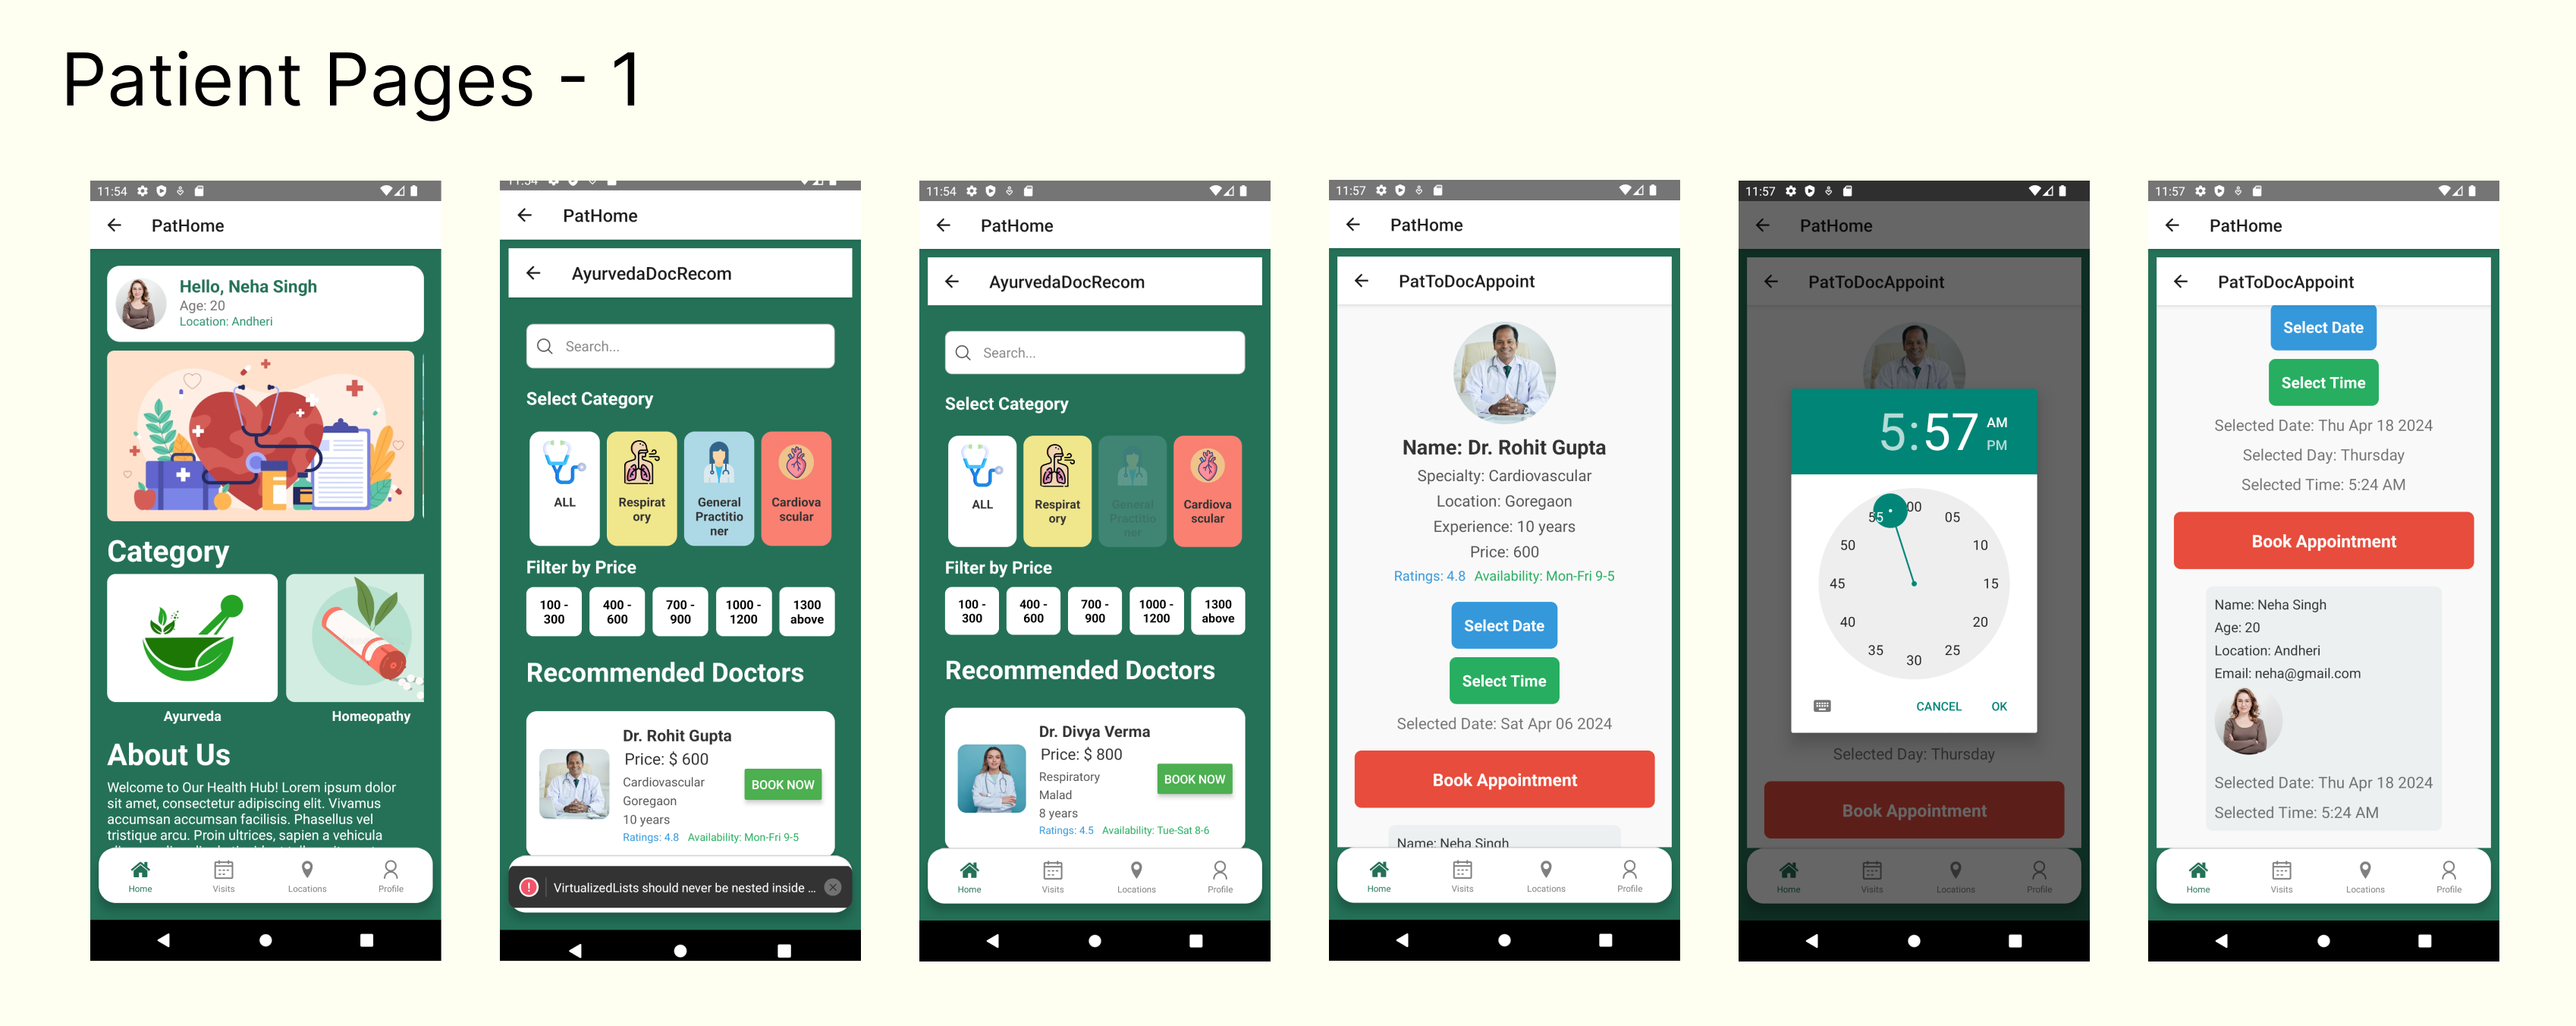 Patient Pages - 1
11:54
PatHome
Hello, Neha Singh
Age: 20
Location: Andheri
Category
Ayurveda
Homeopathy
About Us
Welcome to Our Health Hub! Lorem ipsum dolor
sit amet, consectetur adipiscing elit. Vivamus
accumsan accumsan facilisis. Phasellus vel
tristique arcu. Proin ultrices, sapien a vehicula
Home
Visits
Locations
Profile
11:54
PatHome
AyurvedaDocRecom
Search...
Select Category
ALL
Respirat
ory
General
Practitio
ner
Cardiova
scular
Filter by Price
100 -
300
400 -
600
700 -
900
1000 -
1200
1300
above
Recommended Doctors
Dr. Rohit Gupta
Price: $ 600
Cardiovascular
Goregaon
10 years
BOOK NOW
Ratings: 4.8 Availability: Mon-Fri 9-5
! VirtualizedLists should never be nested inside ...
11:54
PatHome
AyurvedaDocRecom
Search...
Select Category
ALL
Respirat
ory
General
Practitio
ner
Cardiova
scular
Filter by Price
100 -
300
400 -
600
700 -
900
1000 -
1200
1300
above
Recommended Doctors
Dr. Divya Verma
Price: $ 800
Respiratory
Malad
8 years
BOOK NOW
Ratings: 4.5 Availability: Tue-Sat 8-6
Home
Visits
Locations
Profile
11:57
PatHome
PatToDocAppoint
Name: Dr. Rohit Gupta
Specialty: Cardiovascular
Location: Goregaon
Experience: 10 years
Price: 600
Ratings: 4.8 Availability: Mon-Fri 9-5
Select Date
Select Time
Selected Date: Sat Apr 06 2024
Book Appointment
Name: Neha Singh
Home
Visits
Locations
Profile
11:57
PatHome
PatToDocAppoint
5:57
AM
PM
00
05
10
15
20
25
30
35
40
45
50
55
CANCEL
OK
Selected Day: Thursday
Book Appointment
Home
Visits
Locations
Profile
11:57
PatHome
PatToDocAppoint
Select Date
Select Time
Selected Date: Thu Apr 18 2024
Selected Day: Thursday
Selected Time: 5:24 AM
Book Appointment
Name: Neha Singh
Age: 20
Location: Andheri
Email: neha@gmail.com
Selected Date: Thu Apr 18 2024
Selected Time: 5:24 AM
Home
Visits
Locations
Profile